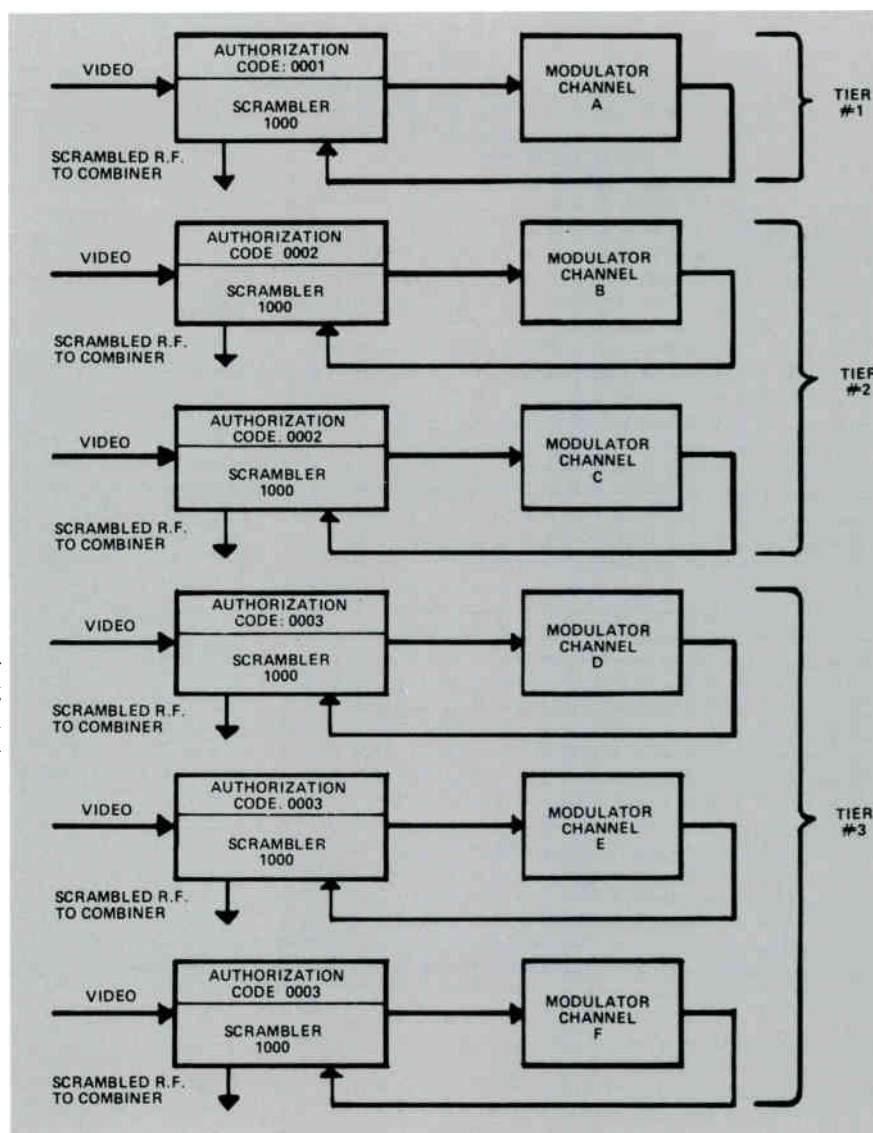 AUTHORIZATION
CODE: 0001
VIDEO
SCRAMBLER
1000
SCRAMBLED R.F.
TO COMBINER
MODULATOR
CHANNEL
A
TIER
#1
AUTHORIZATION
CODE 0002
VIDEO
SCRAMBLER
1000
SCRAMBLED R.F.
TO COMBINER
MODULATOR
CHANNEL
B
TIER
#2
AUTHORIZATION
CODE. 0002
VIDEO
SCRAMBLER
1000
SCRAMBLED R.F.
TO COMBINER
MODULATOR
CHANNEL
C
AUTHORIZATION
CODE: 0003
VIDEO
SCRAMBLER
1000
SCRAMBLED R.F.
TO COMBINER
MODULATOR
CHANNEL
D
AUTHORIZATION
CODE. 0003
VIDEO
SCRAMBLER
1000
SCRAMBLED R.F.
TO COMBINER
MODULATOR
CHANNEL
E
TIER
#3
AUTHORIZATION
CODE 0003
VIDEO
SCRAMBLER
1000
SCRAMBLED R.F.
TO COMBINER
MODULATOR
CHANNEL
F